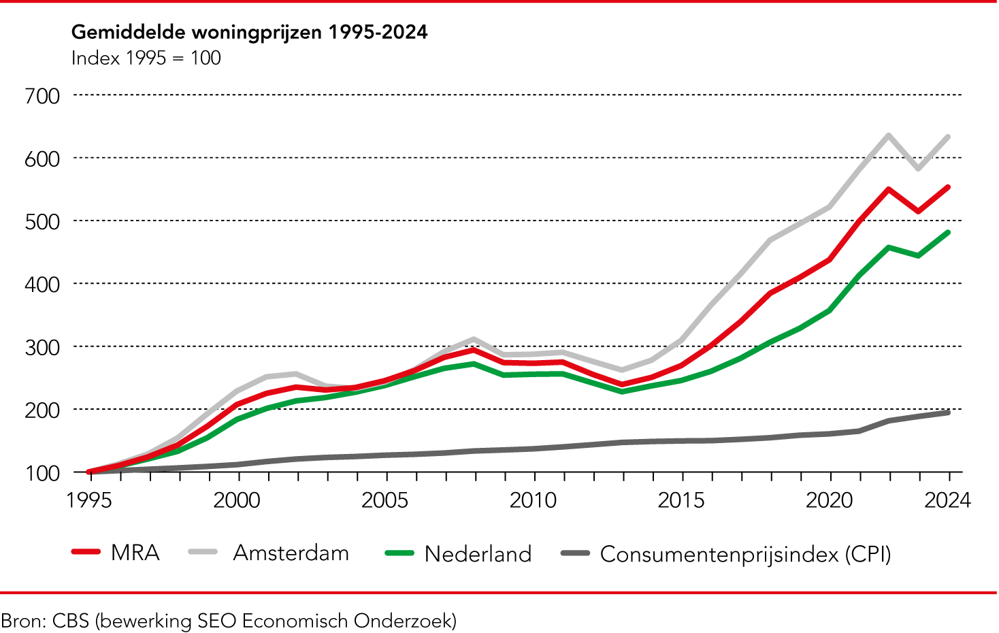 Gemiddelde woningprijzen 1995-2024
Index 1995 = 100
700
600
500
400
300
200
100
1995 2000 2005 2010 2015 2020 2024
MRA Amsterdam Nederland Consumentenprijsindex (CPI)
Bron: CBS (bewerking SEO Economisch Onderzoek)